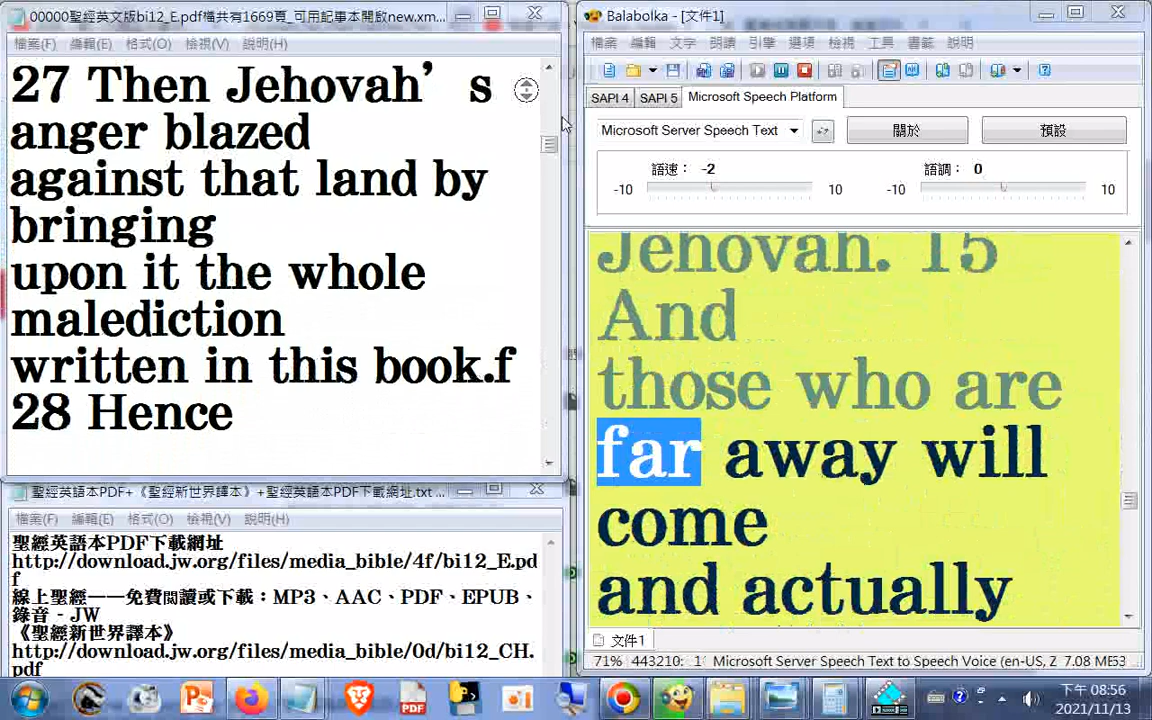 00000聖經英文版bi12_E.pdf檔共有1669頁_可用記事本開啟new.xm...
檔案(F) 編輯(E) 格式(O) 檢視(V) 說明(H)
27 Then Jehovah’s
anger blazed
against that land by
bringing
upon it the whole
malediction
written in this book.f
28 Hence
聖經英語本PDF+《聖經新世界譯本》+聖經英語本PDF下載網址.txt ...
檔案(F) 編輯(E) 格式(O) 檢視(V) 說明(H)
聖經英語本PDF下載網址
http://download.jw.org/files/media_bible/4f/bi12_E.pd
f
線上聖經——免費閱讀或下載：MP3、AAC、PDF、EPUB、
錄音 - JW
《聖經新世界譯本》
http://download.jw.org/files/media_bible/0d/bi12_CH.
pdf
Balabolka - [文件1]
檔案 編輯 文字 朗讀 引擎 選項 檢視 工具 書籤 說明
SAPI 4 SAPI 5 Microsoft Speech Platform
Microsoft Server Speech Text 關於 預設
語速： -2 語調： 0
-10 10 -10 10
Jehovah. 15
And
those who are
far away will
come
and actually
文件1
71% 443210: 1 Microsoft Server Speech Text to Speech Voice (en-US, Z 7.08 ME53
下午 08:56
2021/11/13